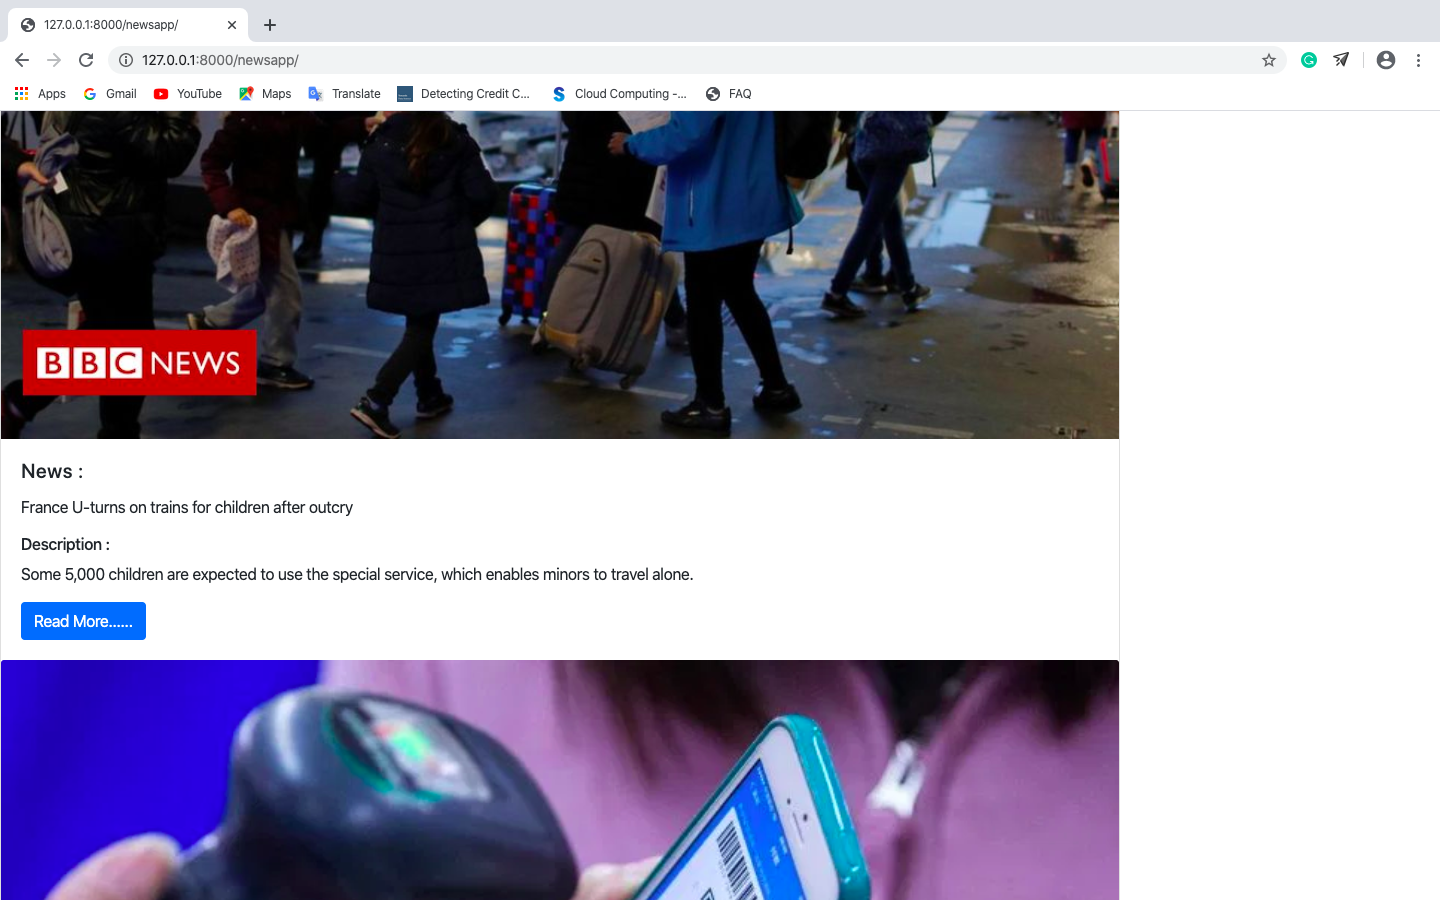 127.0.0.1:8000/newsapp/
127.0.0.1:8000/newsapp/
Apps Gmail YouTube Maps Translate Detecting Credit C... Cloud Computing -... FAQ
BBC NEWS
News :
France U-turns on trains for children after outcry
Description :
Some 5,000 children are expected to use the special service, which enables minors to travel alone.
Read More......